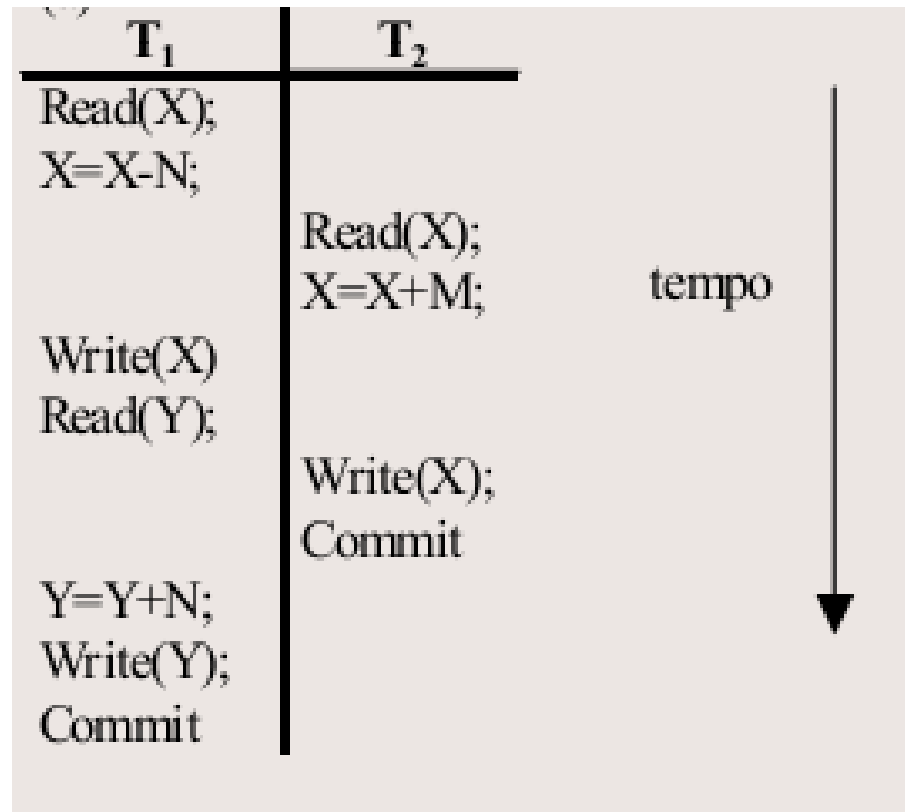 T₁ T₂
Read(X);
X=X-N;
Read(X);
X=X+M;
tempo
Write(X)
Read(Y);
Write(X);
Commit
Y=Y+N;
Write(Y);
Commit